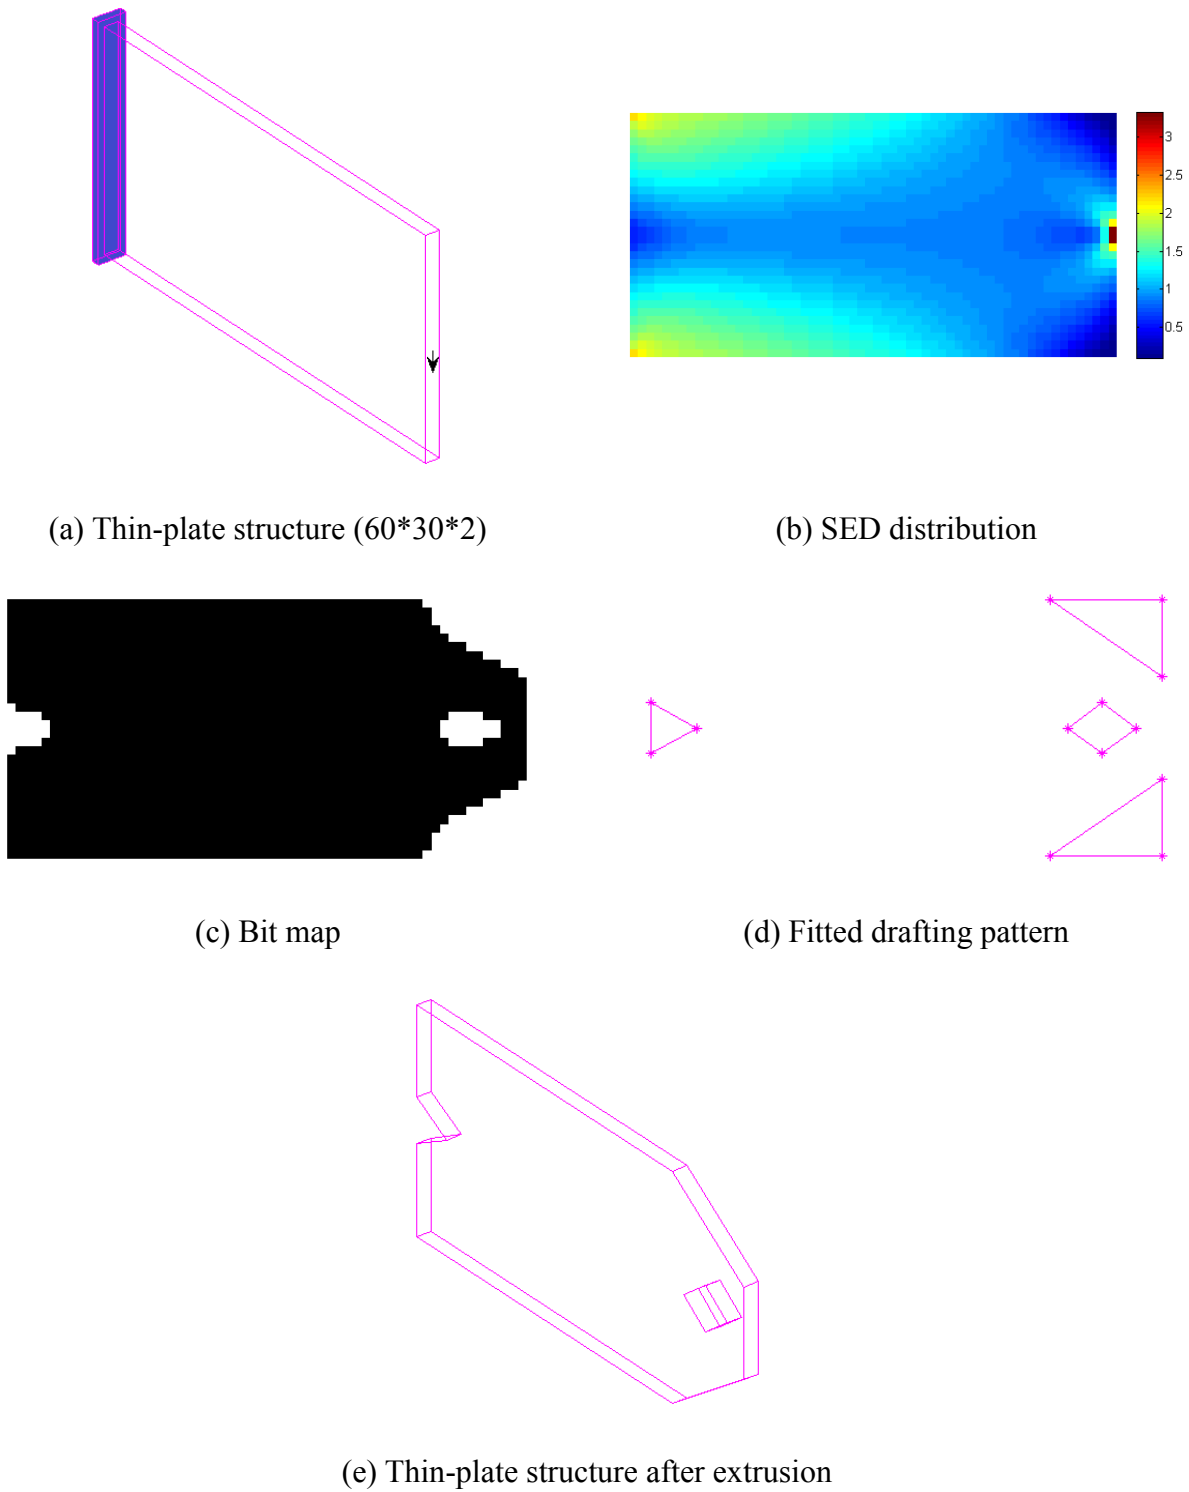 3
2.5
2
1.5
1
0.5
(a) Thin-plate structure (60*30*2)
(b) SED distribution
(c) Bit map
(d) Fitted drafting pattern
(e) Thin-plate structure after extrusion